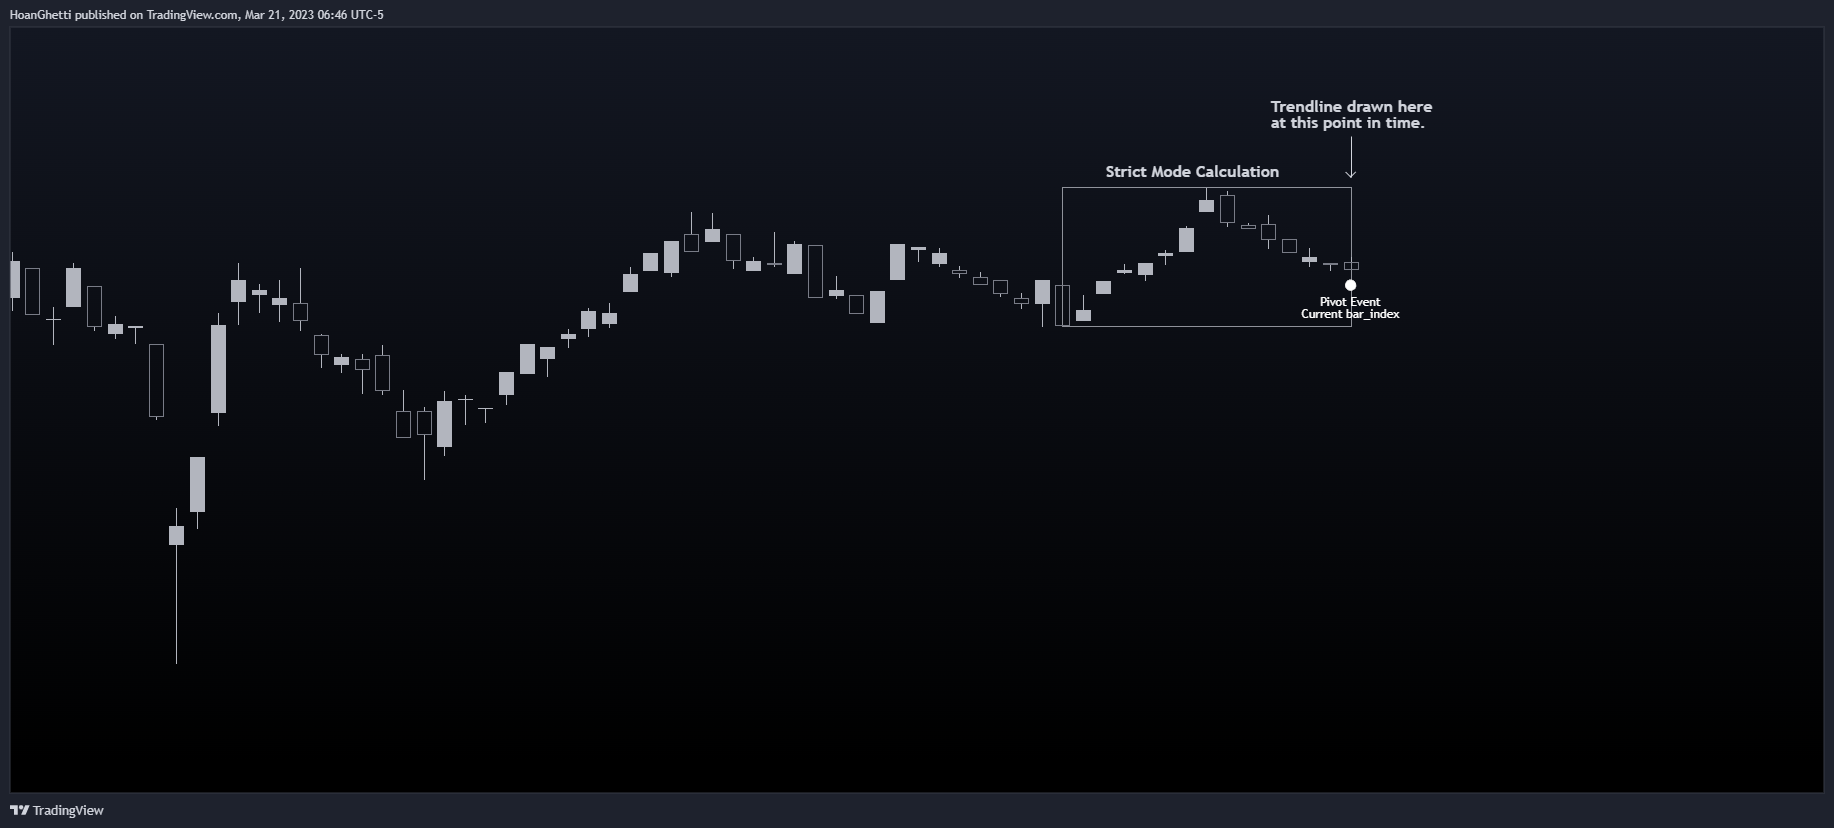 HoanGhetti published on TradingView.com, Mar 21, 2023 06:46 UTC-5
Trendline drawn here
at this point in time.
Strict Mode Calculation
Pivot Event
Current bar_index
TradingView